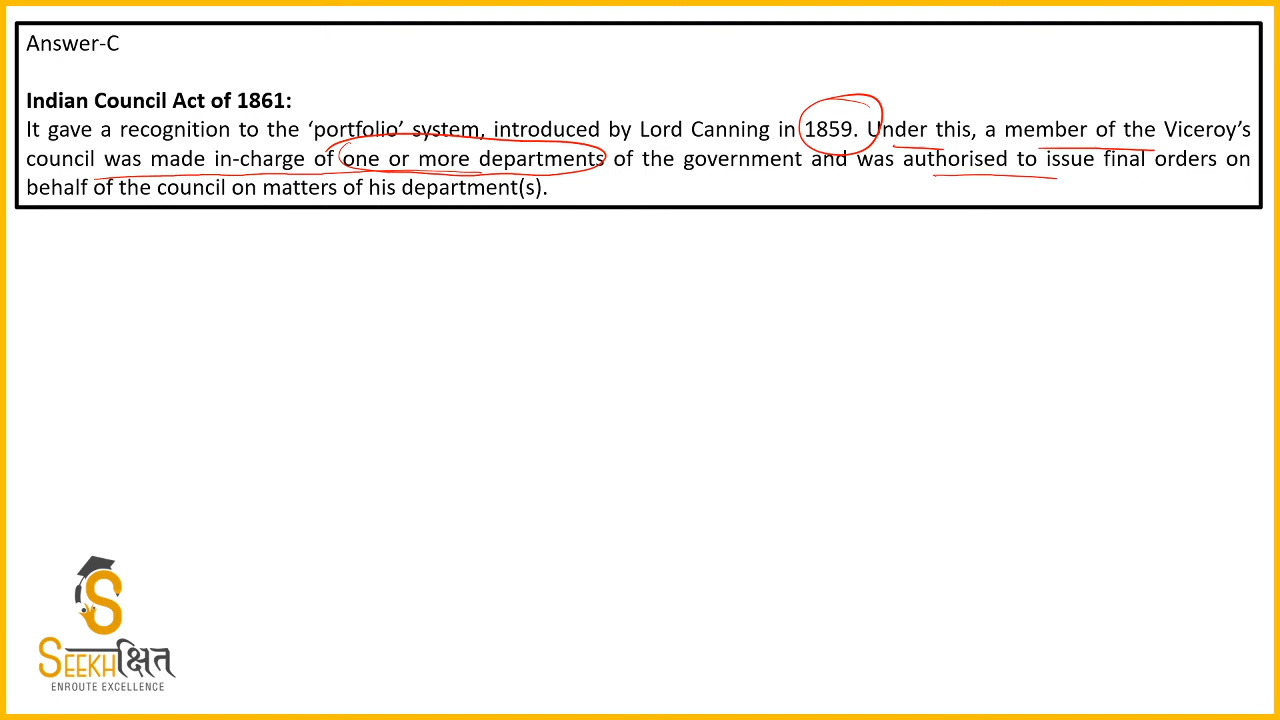 Answer-C
Indian Council Act of 1861:
It gave a recognition to the ‘portfolio’ system, introduced by Lord Canning in 1859. Under this, a member of the Viceroy’s
council was made in-charge of one or more departments of the government and was authorised to issue final orders on
behalf of the council on matters of his department(s).
SEEKHक्षित
ENROUTE EXCELLENCE